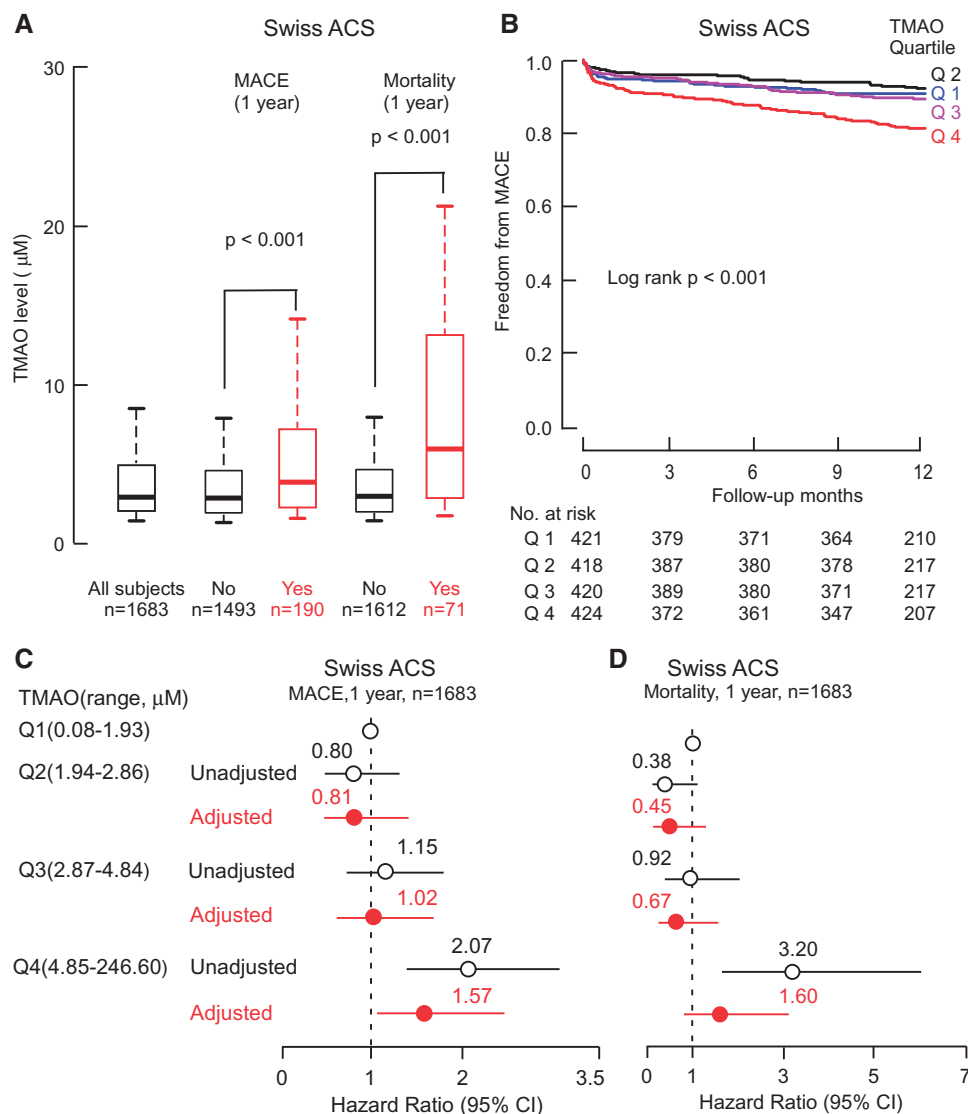 A
Swiss ACS
MACE
(1 year)
Mortality
(1 year)
p < 0.001
p < 0.001
TMAO level ( μM)
30
20
10
0
All subjects No Yes No Yes
n=1683 n=1493 n=190 n=1612 n=71
B
Swiss ACS
TMAO
Quartile
Q 2
Q 1
Q 3
Q 4
Freedom from MACE
1.0
0.8
0.6
0.4
0.2
0.0
Log rank p < 0.001
0 3 6 9 12
Follow-up months
No. at risk
Q 1 421 379 371 364 210
Q 2 418 387 380 378 217
Q 3 420 389 380 371 217
Q 4 424 372 361 347 207
C
Swiss ACS
MACE,1 year, n=1683
TMAO(range, μM)
Q1(0.08-1.93)
0.80
Q2(1.94-2.86) Unadjusted
0.81
Adjusted
1.15
Q3(2.87-4.84) Unadjusted
1.02
Adjusted
2.07
Q4(4.85-246.60) Unadjusted
1.57
Adjusted
0 1 2 3.5
Hazard Ratio (95% CI)
D
Swiss ACS
Mortality, 1 year, n=1683
0.38
0.45
0.92
0.67
3.20
1.60
0 1 3 5 7
Hazard Ratio (95% CI)